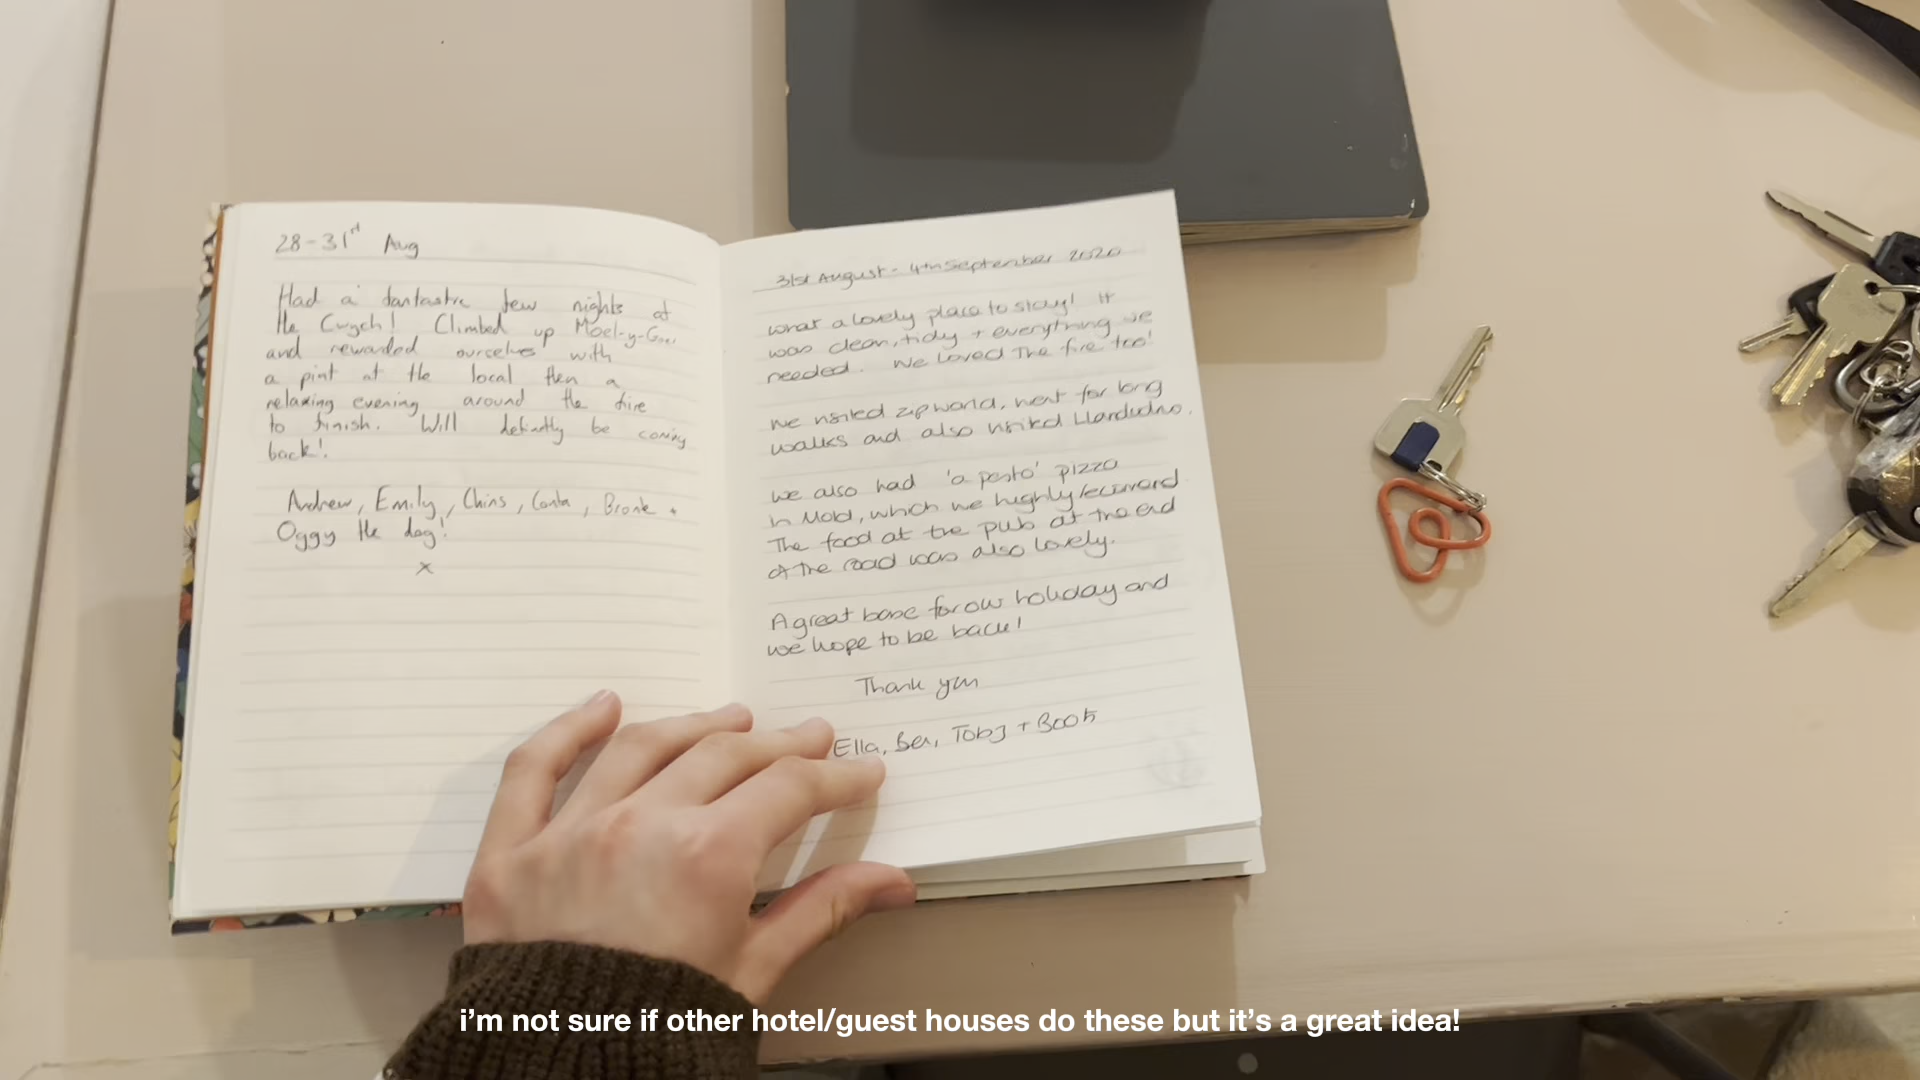 28-31st Aug
Had a fantastic few nights at
the Cwych! Climbed up Moel-y-
and rewarded ourselves with
a pint at the local then a
relaxing evening around the fire
to finish. Will definitly be coming
back!
Andrew, Emily, Chris, Bronte +
Oggy the dog!
x
31st August - 4th September 2020
what a lovely place to stay! It
was clean, tidy + everything we
needed. We loved the fire too!
we visited zip world, went for long
walks and also visited Llandudno.
we also had 'a pesto' pizza
in Mold, which we highly recommend
The food at the pub at the end
of the road was also lovely.
A great base for our holiday and
we hope to be back!
Thank you
Ella, Ben, Toby +
i'm not sure if other hotel/guest houses do these but it's a great idea!